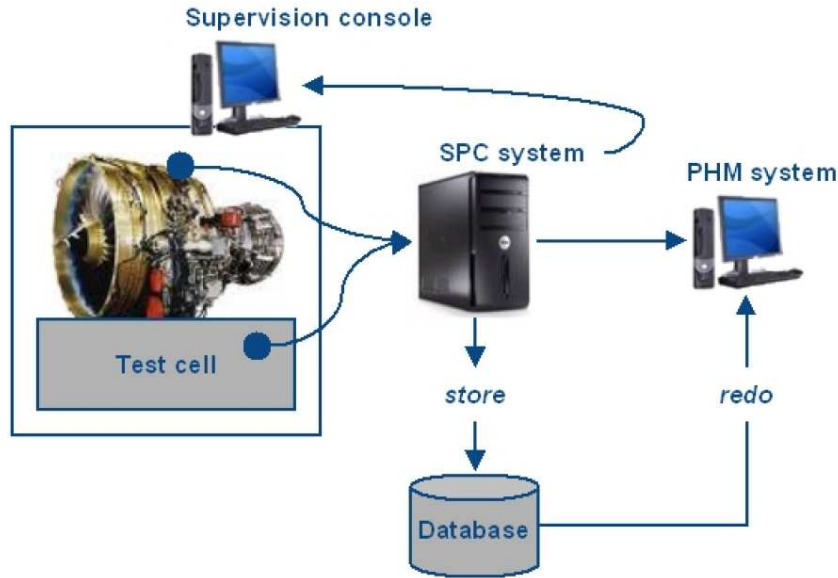 Supervision console
SPC system
PHM system
Test cell
store
redo
Database